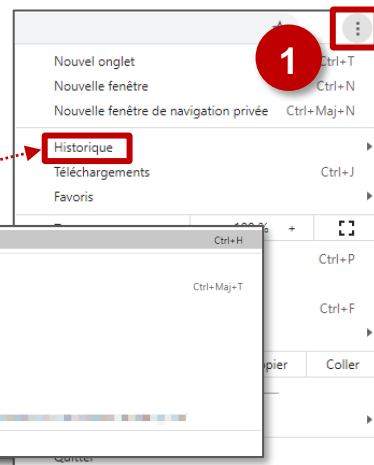 1
Nouvel onglet Ctrl+T
Nouvelle fenêtre Ctrl+N
Nouvelle fenêtre de navigation privée Ctrl+Maj+N
Historique
Téléchargements Ctrl+J
Favoris
+
Ctrl+H
Ctrl+P
Ctrl+Maj+T
Ctrl+F
Coller
Quitter